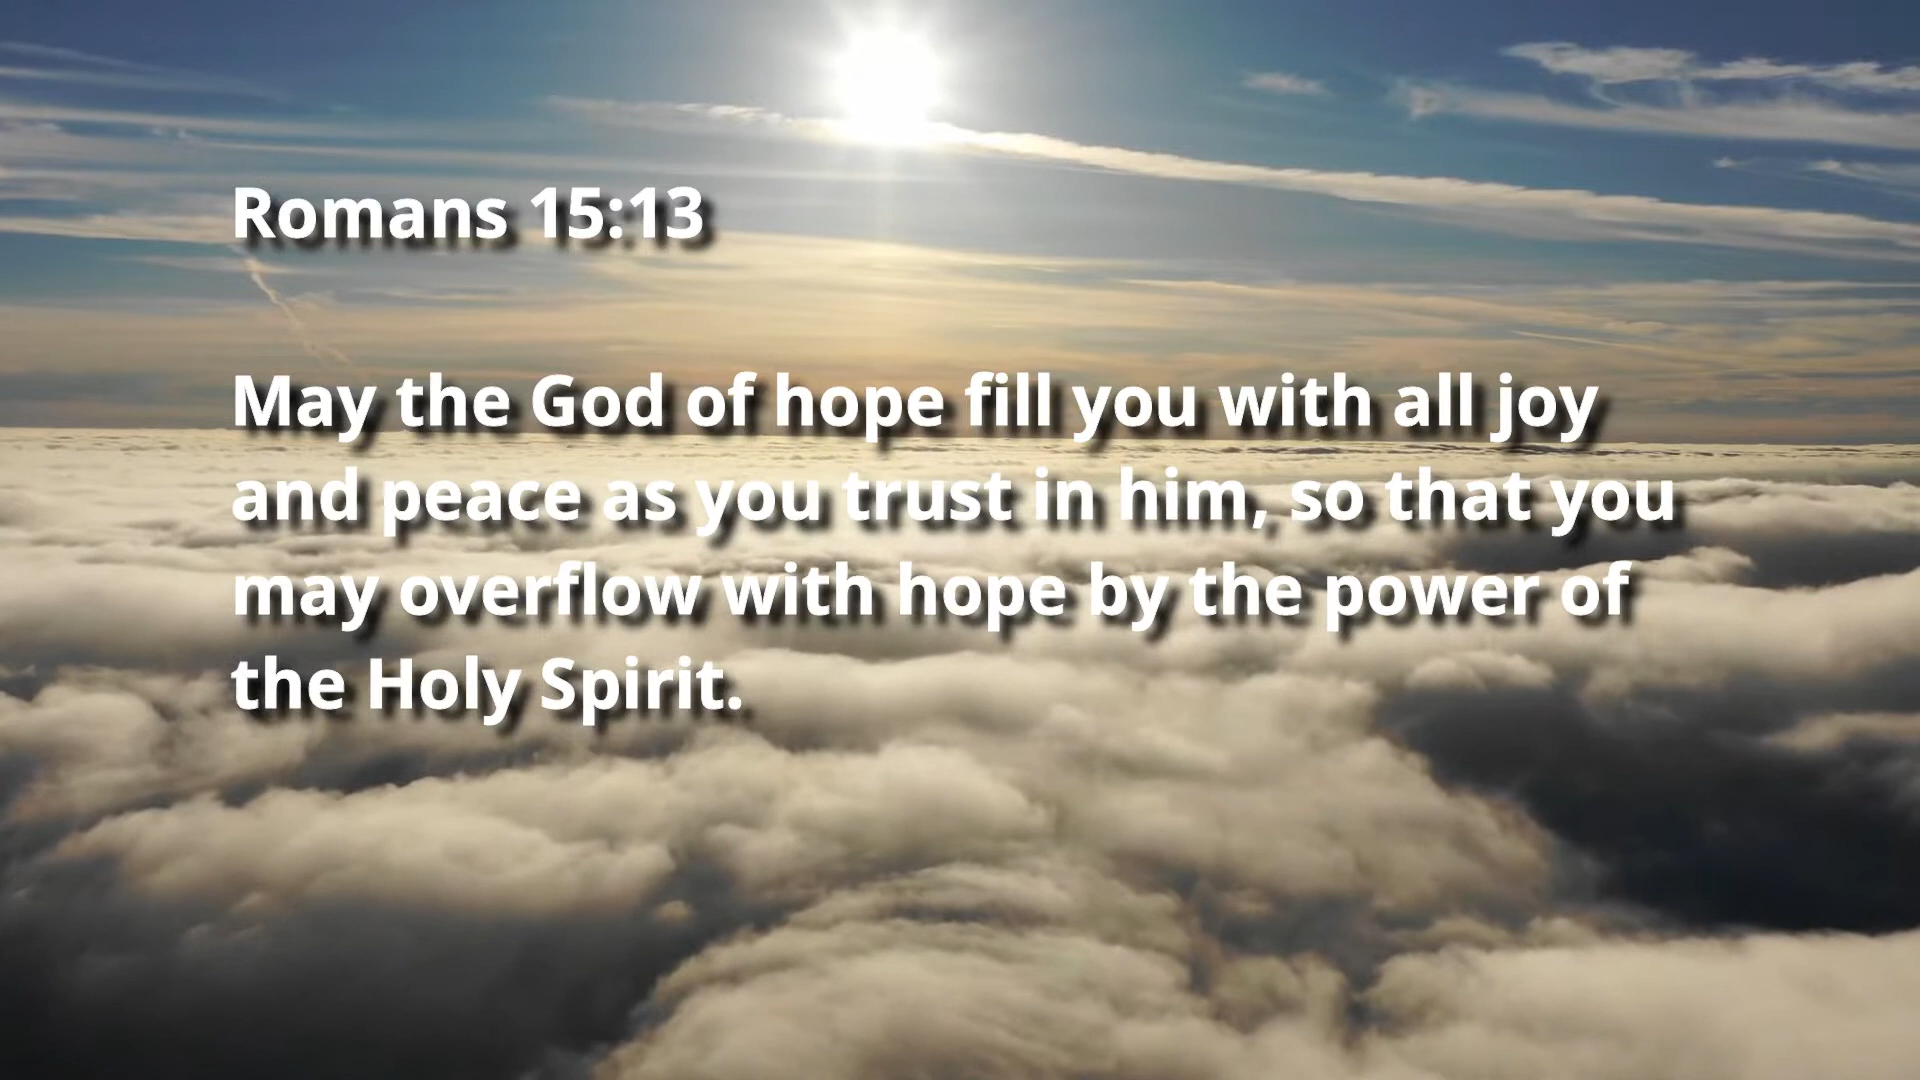 Romans 15:13
May the God of hope fill you with all joy
and peace as you trust in him, so that you
may overflow with hope by the power of
the Holy Spirit.